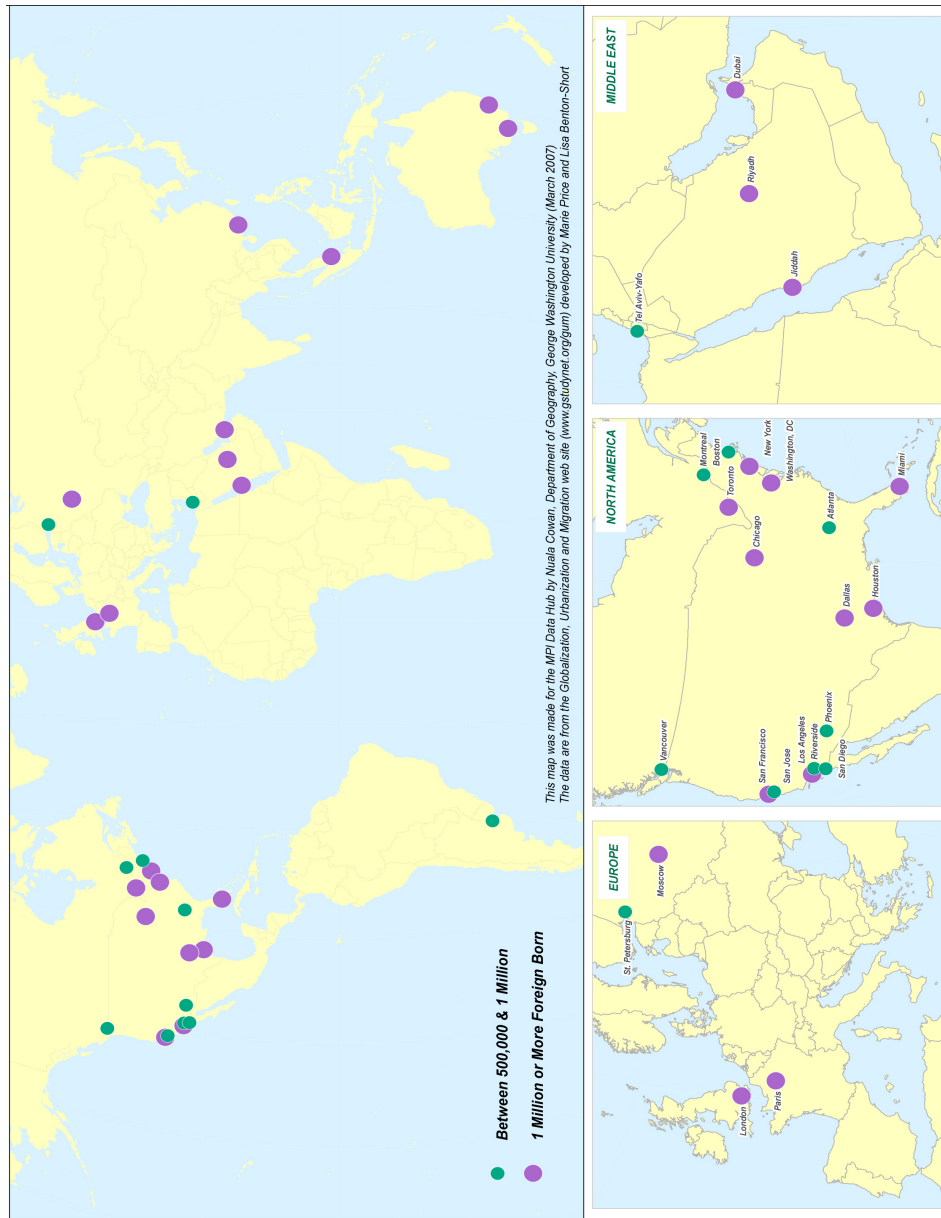 Between 500,000 & 1 Million
1 Million or More Foreign Born
This map was made for the MPI Data Hub by Nuala Cowan, Department of Geography, George Washington University (March 2007)
The data are from the Globalization, Urbanization and Migration web site (www.gstudynet.org/gum) developed by Marie Price and Lisa Benton-Short
EUROPE
St. Petersburg
Moscow
London
Paris
NORTH AMERICA
Vancouver
Montreal
Boston
Toronto
New York
Chicago
Washington, DC
San Francisco
San Jose
Los Angeles
Riverside
Phoenix
San Diego
Atlanta
Dallas
Houston
Miami
MIDDLE EAST
Tel Aviv-Yafo
Dubai
Riyadh
Jiddah